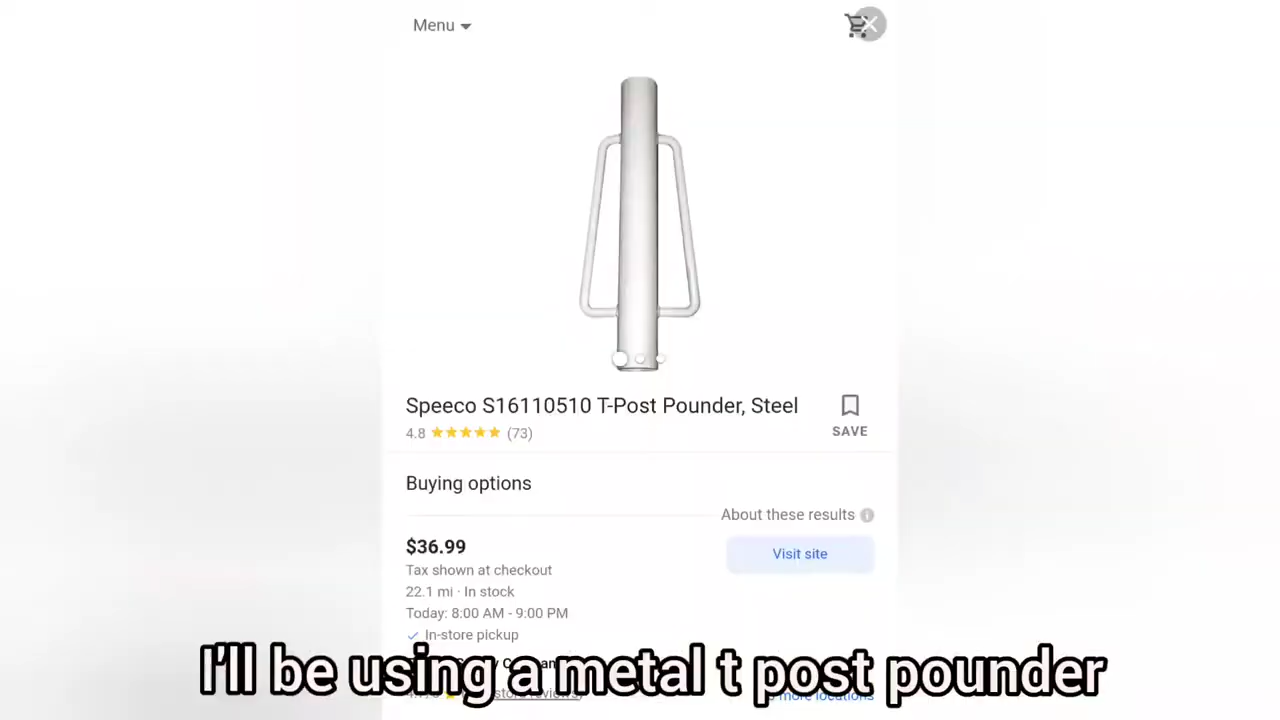 Menu
Speeco S16110510 T-Post Pounder, Steel
4.8 (73)
SAVE
Buying options
About these results
$36.99
Visit site
Tax shown at checkout
22.1 mi · In stock
Today: 8:00 AM - 9:00 PM
In-store pickup
I'll be using a metal t post pounder
more locations